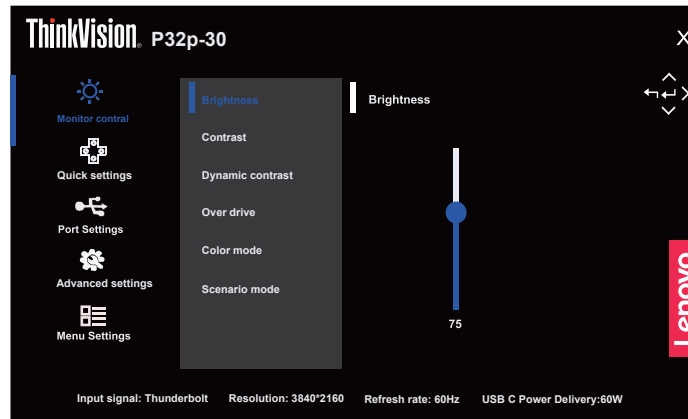 ThinkVision. P32p-30
X
Monitor contral
Quick settings
Port Settings
Advanced settings
Menu Settings
Brightness
Contrast
Dynamic contrast
Over drive
Color mode
Scenario mode
Brightness
75
Lenovo
Input signal: Thunderbolt Resolution: 3840*2160 Refresh rate: 60Hz USB C Power Delivery:60W